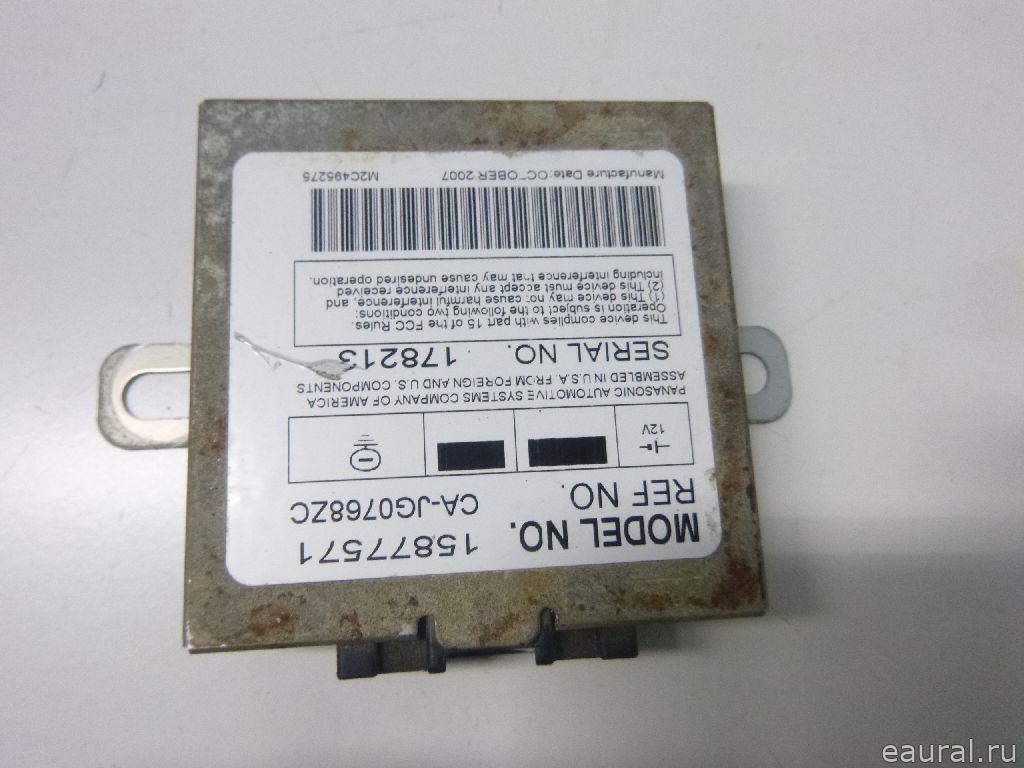 MODEL NO. 15877571
REF NO. CA-JG0768ZC
12V
PANASONIC AUTOMOTIVE SYSTEMS COMPANY OF AMERICA
ASSEMBLED IN U.S.A. FROM FOREIGN AND U.S. COMPONENTS
SERIAL NO. 178213
This device complies with part 15 of the FCC Rules.
Operation is subject to the following two conditions:
(1) This device may not cause harmful interference, and,
(2) This device must accept any interference received
including interference that may cause undesired operation.
Manufacture Date:OCTOBER 2007 M2C495275
eaural.ru